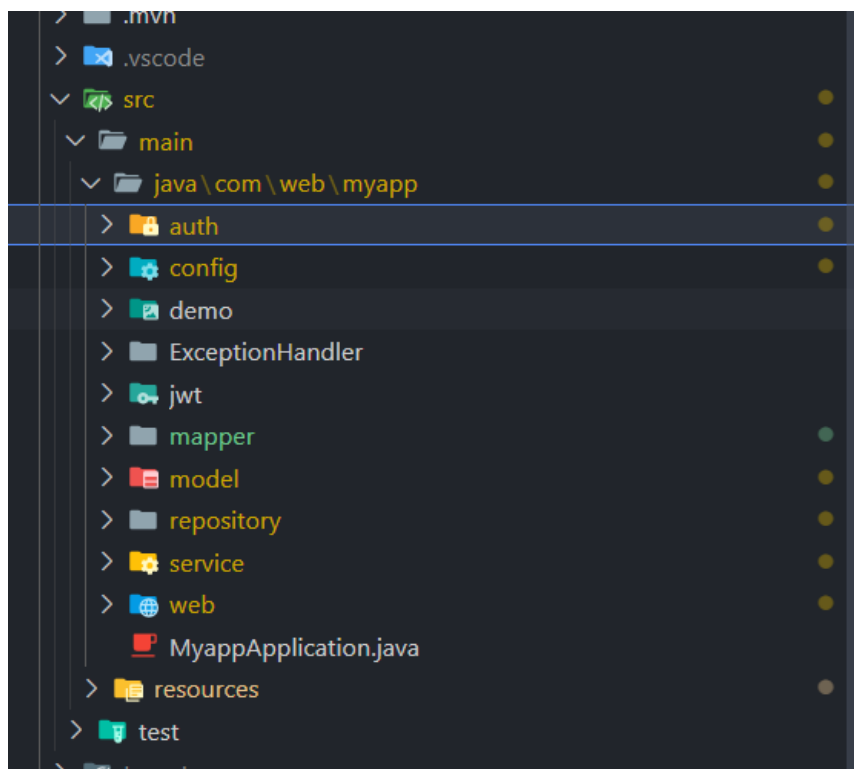 .mvn
.vscode
src
main
java\com\web\myapp
auth
config
demo
ExceptionHandler
jwt
mapper
model
repository
service
web
MyappApplication.java
resources
test